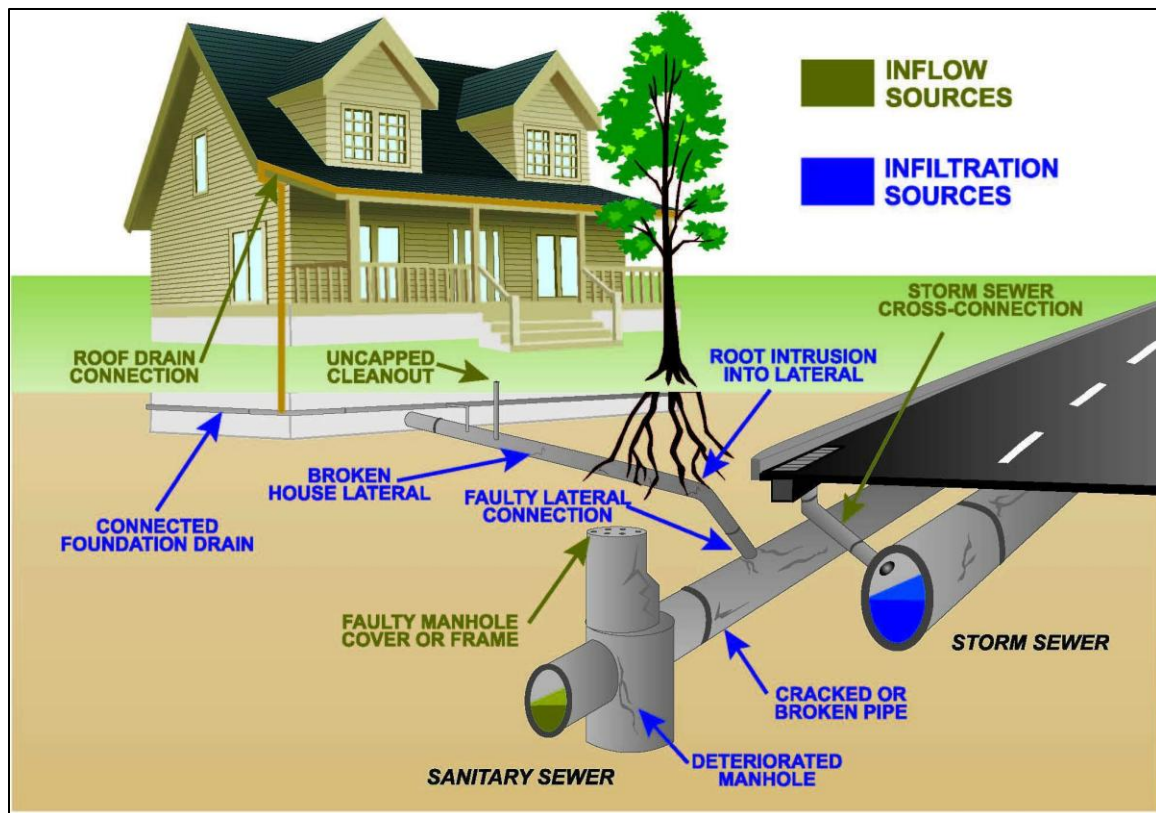 INFLOW
SOURCES
INFILTRATION
SOURCES
STORM SEWER
CROSS-CONNECTION
ROOF DRAIN
CONNECTION
UNCAPPED
CLEANOUT
ROOT INTRUSION
INTO LATERAL
BROKEN
HOUSE LATERAL
FAULTY LATERAL
CONNECTION
CONNECTED
FOUNDATION DRAIN
FAULTY MANHOLE
COVER OR FRAME
STORM SEWER
CRACKED OR
BROKEN PIPE
DETERIORATED
MANHOLE
SANITARY SEWER